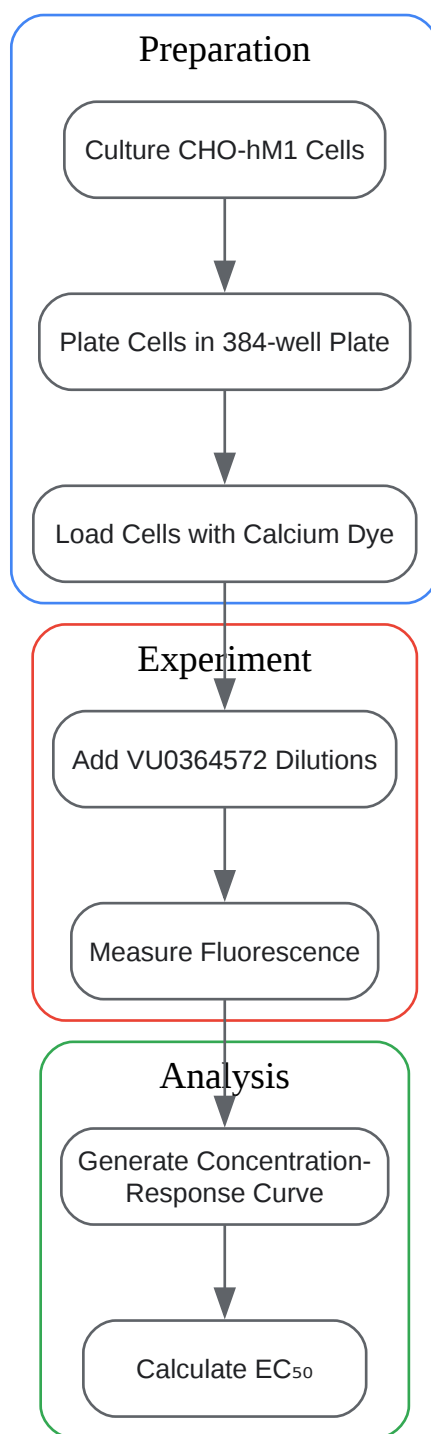 Preparation
Culture CHO-hM1 Cells
Plate Cells in 384-well Plate
Load Cells with Calcium Dye
Experiment
Add VU0364572 Dilutions
Measure Fluorescence
Analysis
Generate Concentration-
Response Curve
Calculate EC₅₀